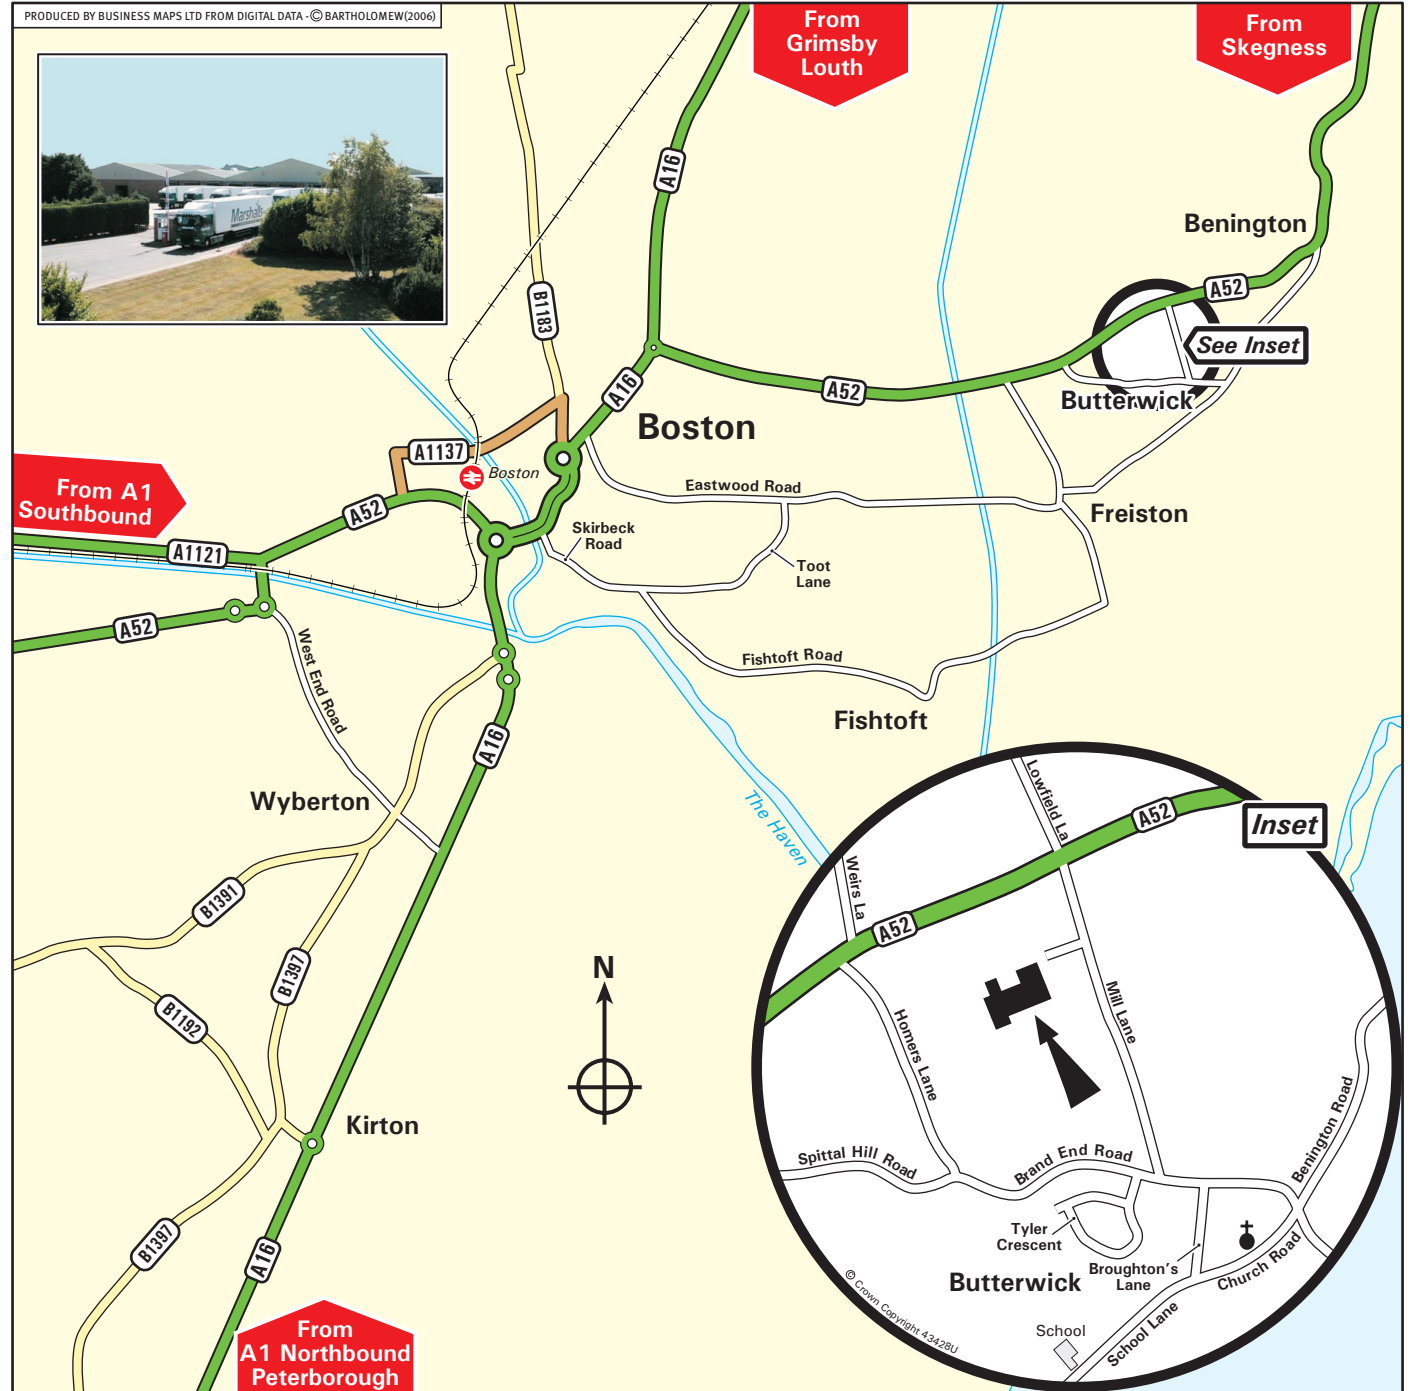 PRODUCED BY BUSINESS MAPS LTD FROM DIGITAL DATA - © BARTHOLOMEW(2006)
From
Grimsby
Louth
From
Skegness
Marshalls
A16
Benington
A52
B1183
See Inset
A16
A52
Butterwick
Boston
A1137
Boston
From A1
Southbound
Eastwood Road
A52
Freiston
Skirbeck
Road
A1121
Toot
Lane
A52
West End Road
Fishtoft Road
Fishtoft
A16
Wyberton
The Haven
Lowfield La
A52
Inset
Weirs La
B1391
A52
N
B1397
B1192
Mill Lane
Homers Lane
Kirton
Benington Road
Spittal Hill Road
Brand End Road
Tyler
Crescent
Broughton's
Lane
Church Road
Butterwick
B1397
A16
© Crown Copyright 43428U
School
School Lane
From
A1 Northbound
Peterborough